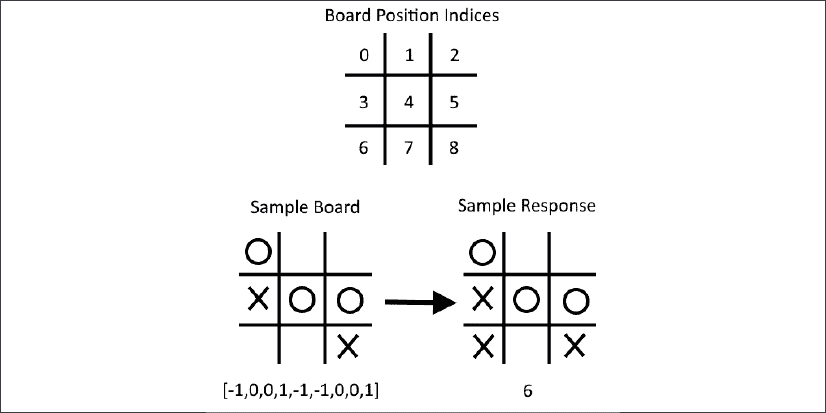 Board Position Indices
0 1 2
3 4 5
6 7 8
Sample Board
Sample Response
O
X O O
X
O
X O O
X X
[-1,0,0,1,-1,-1,0,0,1]
6